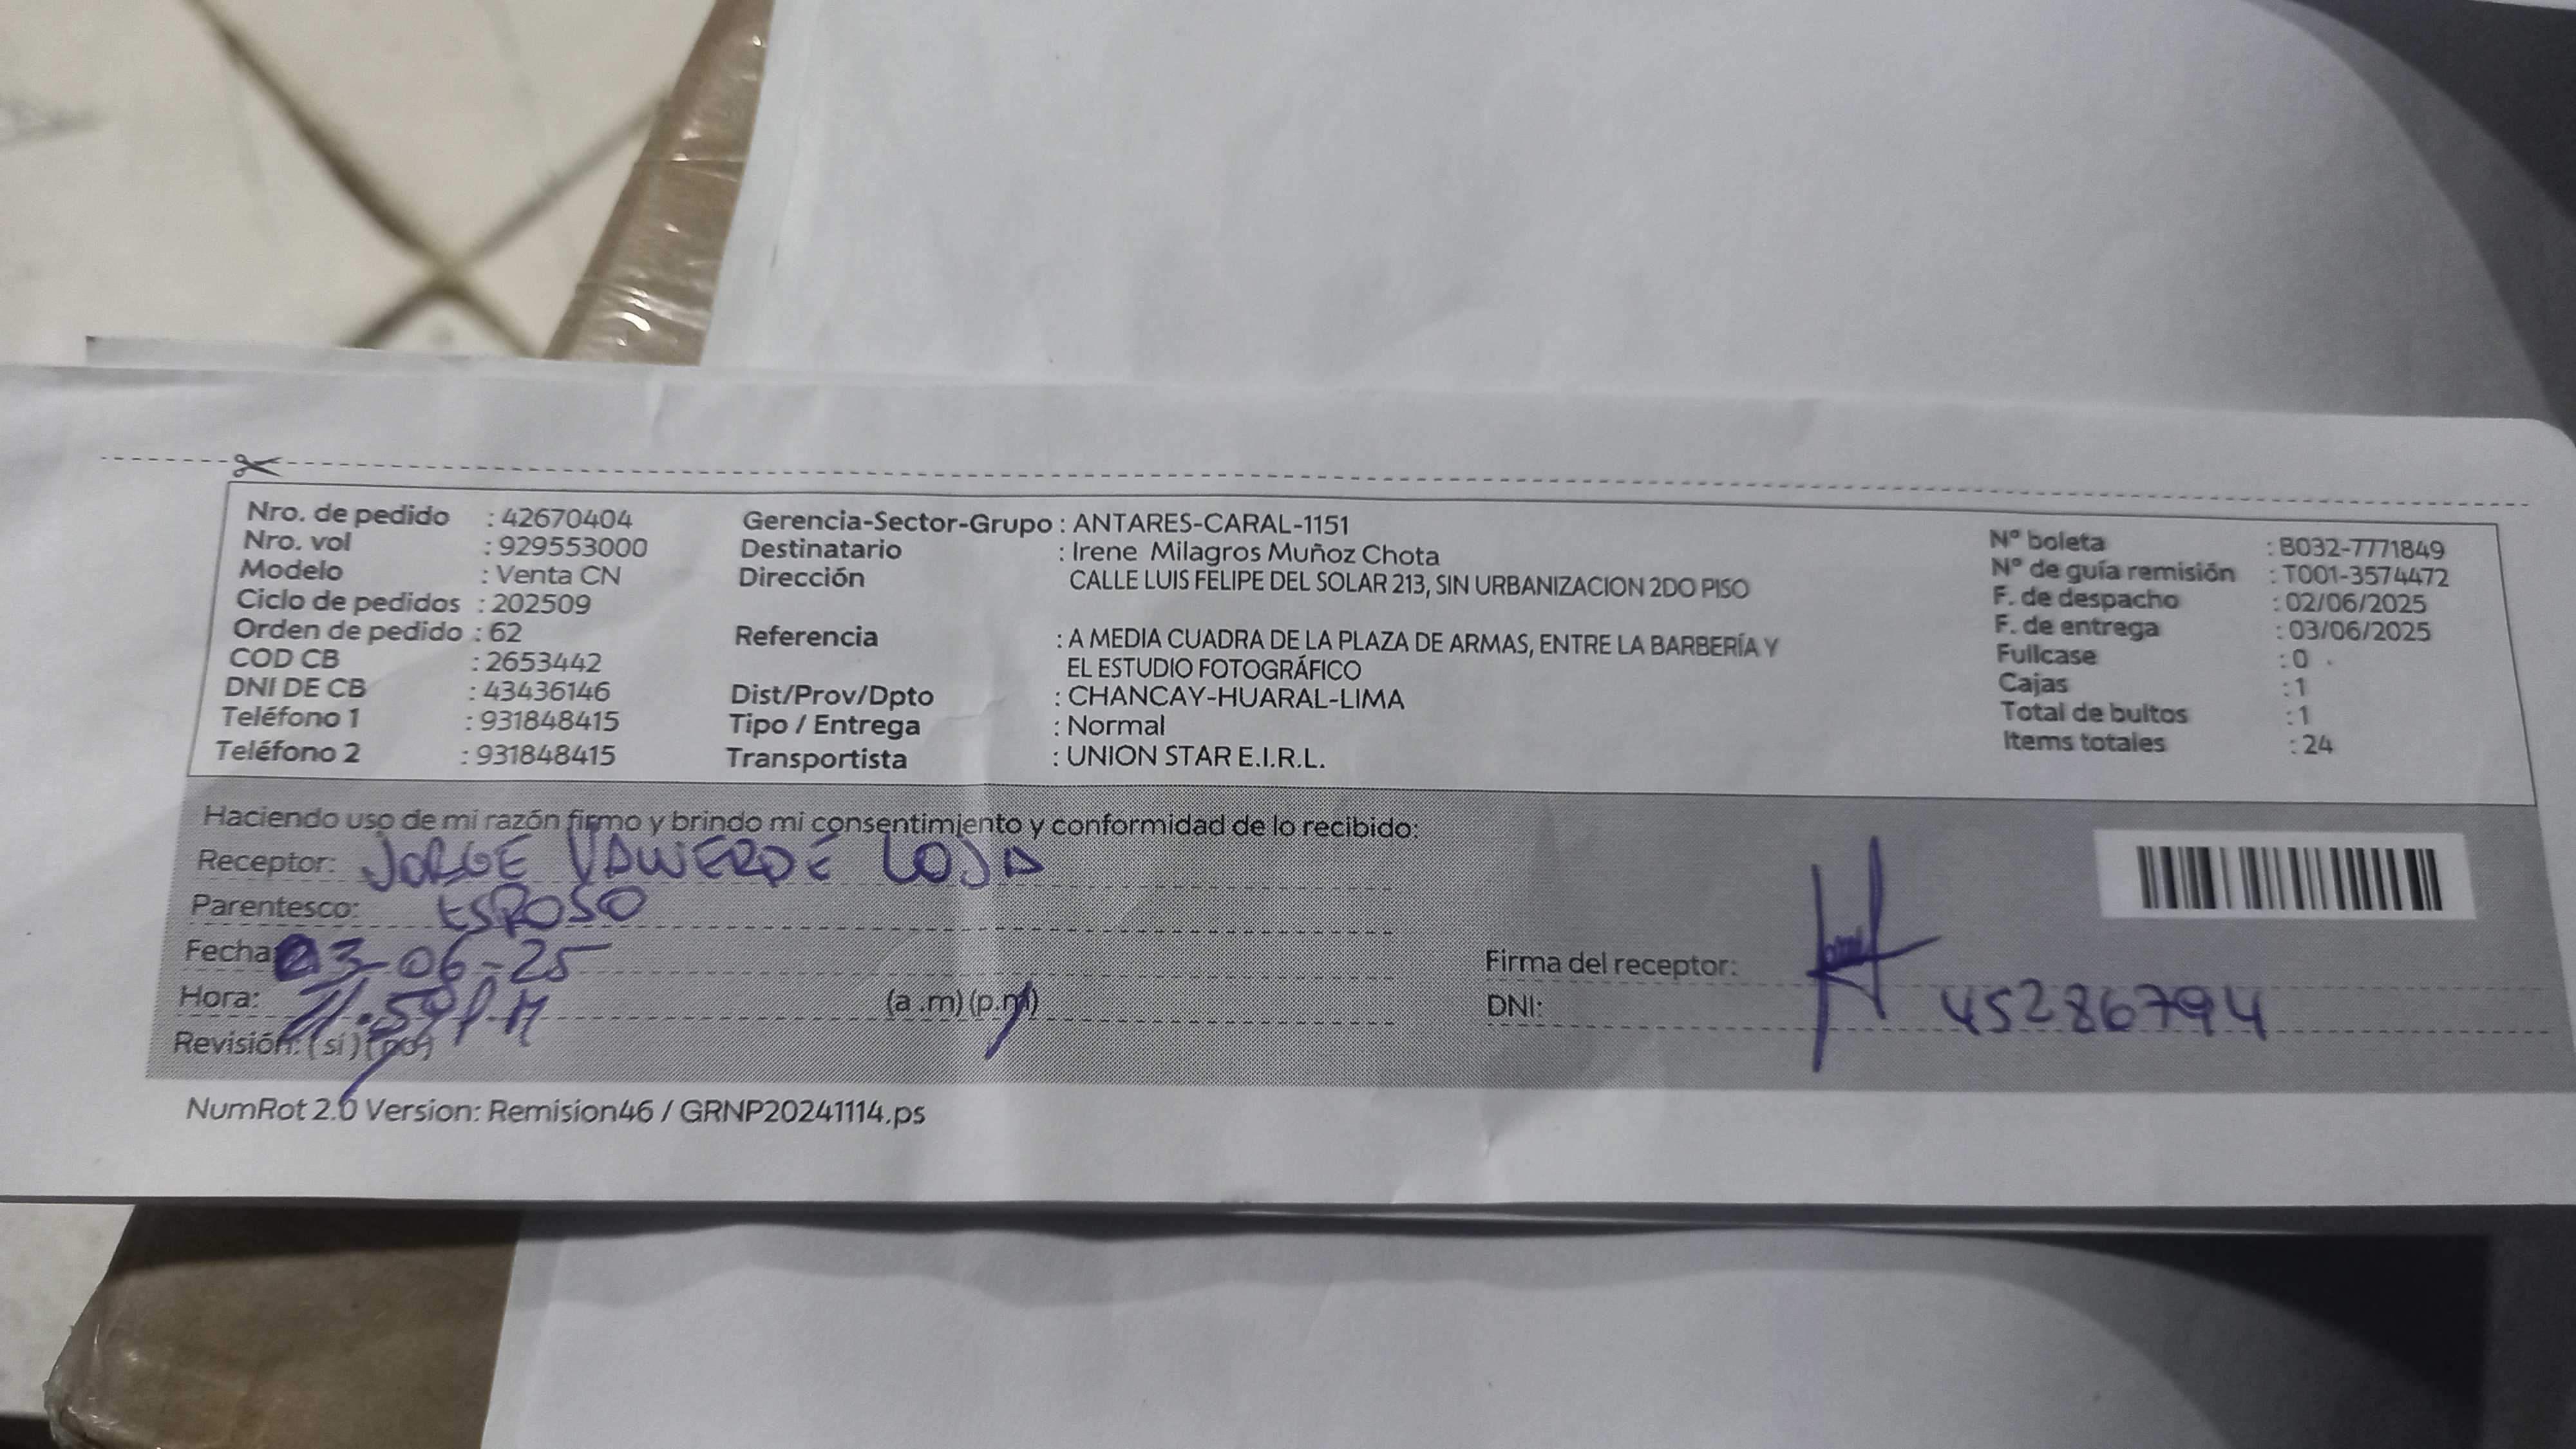 Nro. de pedido : 42670404
Nro. vol : 929553000
Modelo : Venta CN
Ciclo de pedidos : 202509
Orden de pedido : 62
COD CB : 2653442
DNI DE CB : 43436146
Teléfono 1 : 931848415
Teléfono 2 : 931848415
Gerencia-Sector-Grupo : ANTARES-CARAL-1151
Destinatario : Irene Milagros Muñoz Chota
Dirección CALLE LUIS FELIPE DEL SOLAR 213, SIN URBANIZACION 2DO PISO
Referencia : A MEDIA CUADRA DE LA PLAZA DE ARMAS, ENTRE LA BARBERÍA Y
EL ESTUDIO FOTOGRÁFICO
Dist/Prov/Dpto : CHANCAY-HUARAL-LIMA
Tipo / Entrega : Normal
Transportista : UNION STAR E.I.R.L.
N° boleta : B032-7771849
N° de guía remisión : T001-3574472
F. de despacho : 02/06/2025
F. de entrega : 03/06/2025
Fullcase : 0
Cajas : 1
Total de bultos : 1
Items totales : 24
Haciendo uso de mi razón firmo y brindo mi consentimiento y conformidad de lo recibido:
Receptor: JORGE VALVERDE LOJA
Parentesco: ESPOSO
Fecha: 03-06-25
Hora: P.M (a .m) (p.m)
Revisión: (si) (no)
Firma del receptor:
DNI: 45286794
NumRot 2.0 Version: Remision46 / GRNP20241114.ps